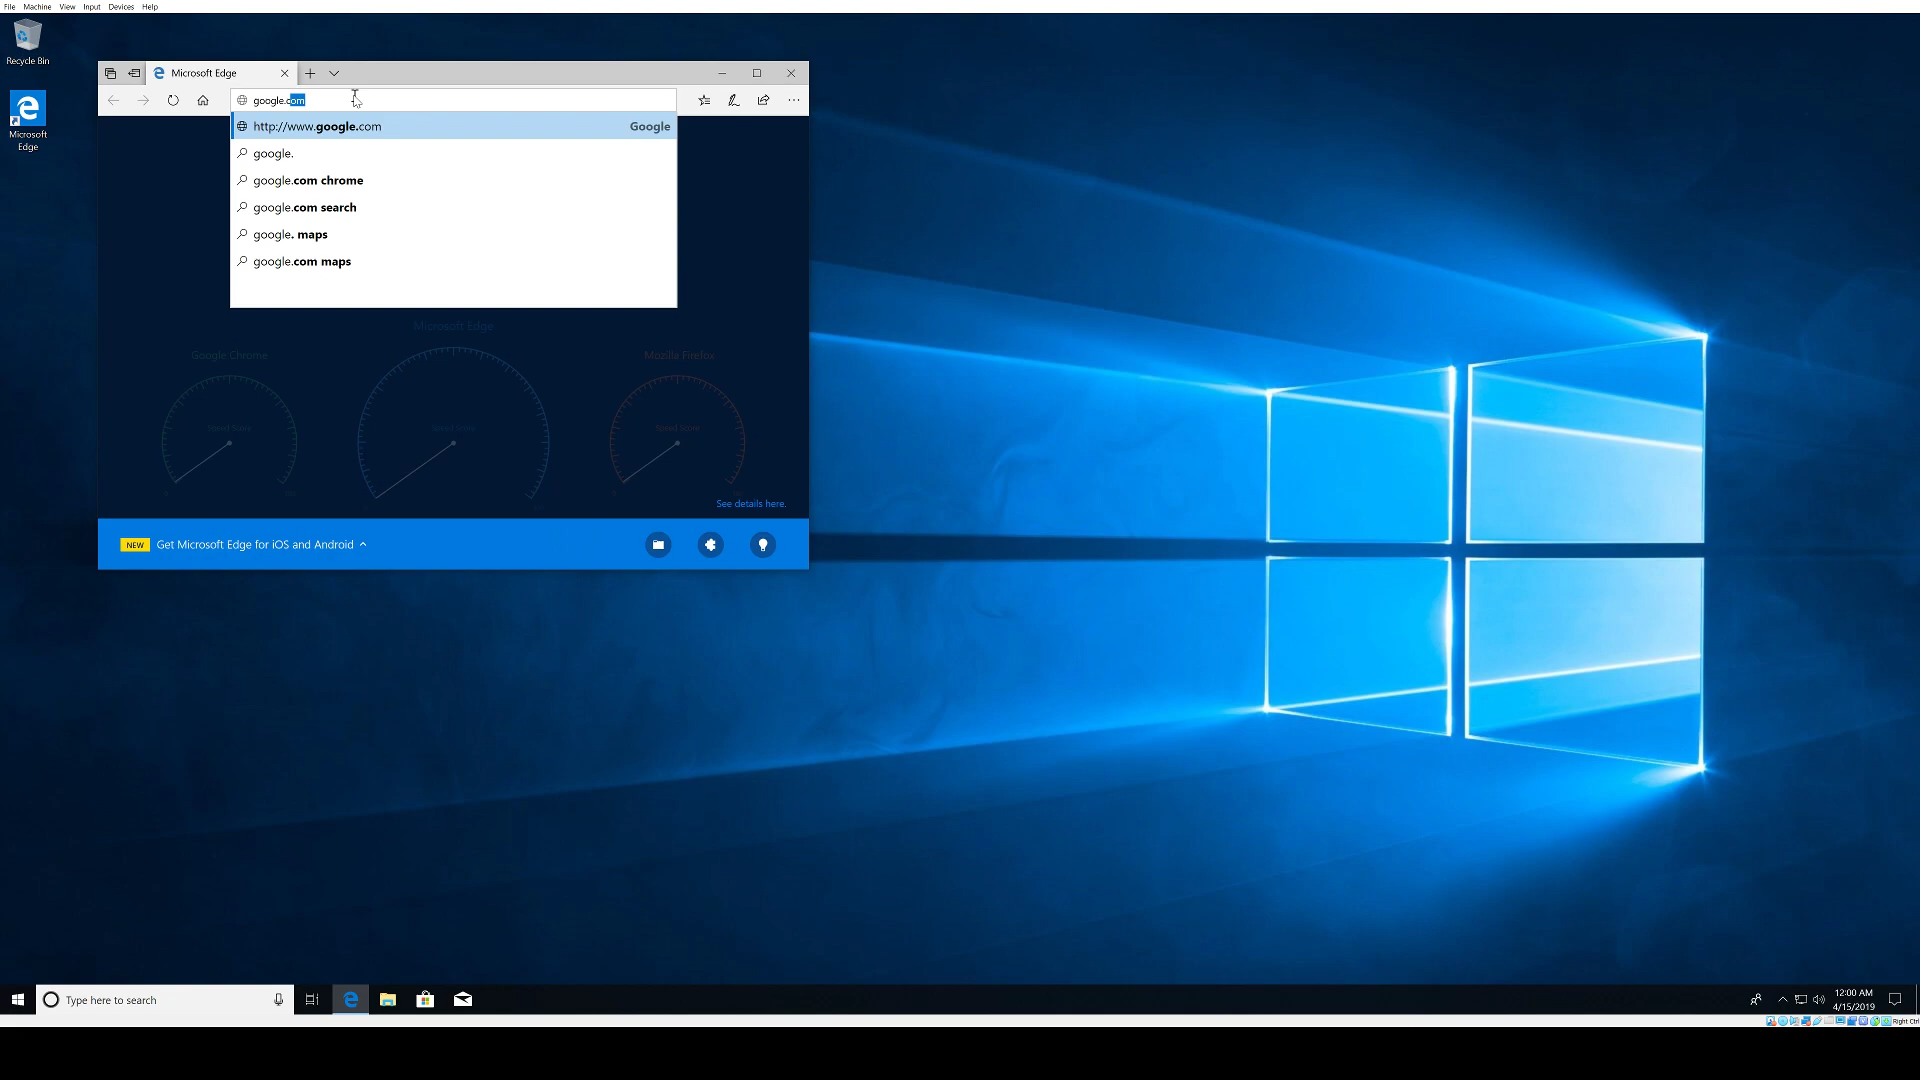 File Machine View Input Devices Help
Recycle Bin
Microsoft Edge
Microsoft Edge
google.com
http://www.google.com Google
google.
google.com chrome
google.com search
google. maps
google.com maps
Microsoft Edge
Google Chrome
Mozilla Firefox
Speed Score
Speed Score
Speed Score
See details here.
NEW Get Microsoft Edge for iOS and Android
Type here to search
12:00 AM
4/15/2019
Right Ctrl